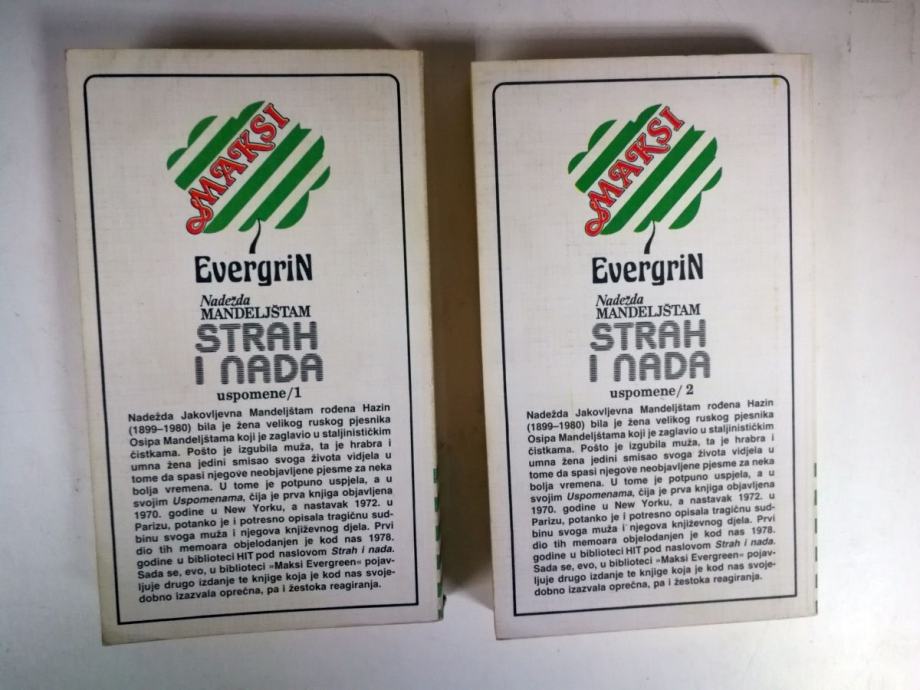 MAKSI
EvergriN
Nadežda
MANDELJŠTAM
STRAH
I NADA
uspomene/1
Nadežda Jakovljevna Mandeljštam rođena Hazin
(1899–1980) bila je žena velikog ruskog pjesnika
Osipa Mandeljštama koji je zaglavio u staljinističkim
čistkama. Pošto je izgubila muža, ta je hrabra i
umna žena jedini smisao svoga života vidjela u
tome da spasi njegove neobjavljene pjesme za neka
bolja vremena. U tome je potpuno uspjela, a u
svojim Uspomenama, čija je prva knjiga objavljena
1970. godine u New Yorku, a nastavak 1972. u
Parizu, potanko je i potresno opisala tragičnu sud-
binu svoga muža i njegova književnog djela. Prvi
dio tih memoara objelodanjen je kod nas 1978.
godine u biblioteci HIT pod naslovom Strah i nada.
Sada se, evo, u biblioteci »Maksi Evergreen« pojav-
ljuje drugo izdanje te knjige koja je kod nas svoje-
dobno izazvala oprečna, pa i žestoka reagiranja.
MAKSI
EvergriN
Nadežda
MANDELJŠTAM
STRAH
I NADA
uspomene/2
Nadežda Jakovljevna Mandeljštam rođena Hazin
(1899–1980) bila je žena velikog ruskog pjesnika
Osipa Mandeljštama koji je zaglavio u staljinističkim
čistkama. Pošto je izgubila muža, ta je hrabra i
umna žena jedini smisao svoga života vidjela u
tome da spasi njegove neobjavljene pjesme za neka
bolja vremena. U tome je potpuno uspjela, a u
svojim Uspomenama, čija je prva knjiga objavljena
1970. godine u New Yorku, a nastavak 1972. u
Parizu, potanko je i potresno opisala tragičnu sud-
binu svoga muža i njegova književnog djela. Prvi
dio tih memoara objelodanjen je kod nas 1978.
godine u biblioteci HIT pod naslovom Strah i nada.
Sada se, evo, u biblioteci »Maksi Evergreen« pojav-
ljuje drugo izdanje te knjige koja je kod nas svoje-
dobno izazvala oprečna, pa i žestoka reagiranja.